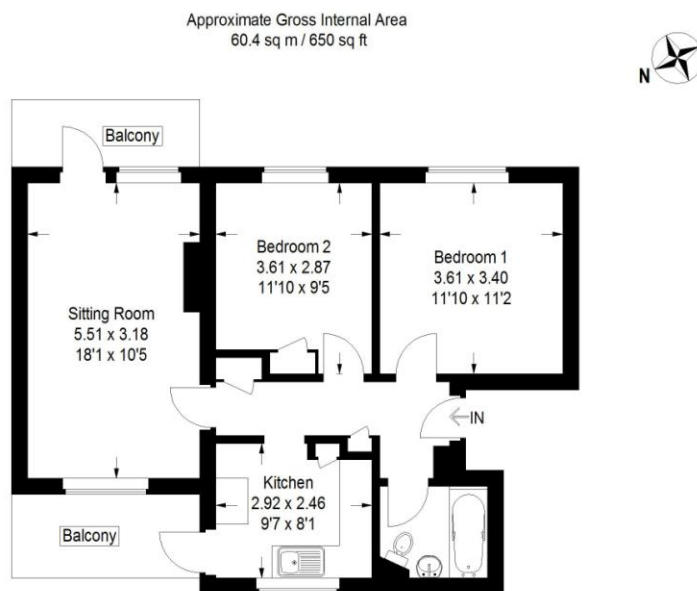 Approximate Gross Internal Area
60.4 sq m / 650 sq ft
N
Balcony
Bedroom 2
3.61 x 2.87
11'10 x 9'5
Bedroom 1
3.61 x 3.40
11'10 x 11'2
Sitting Room
5.51 x 3.18
18'1 x 10'5
IN
Kitchen
2.92 x 2.46
9'7 x 8'1
Balcony